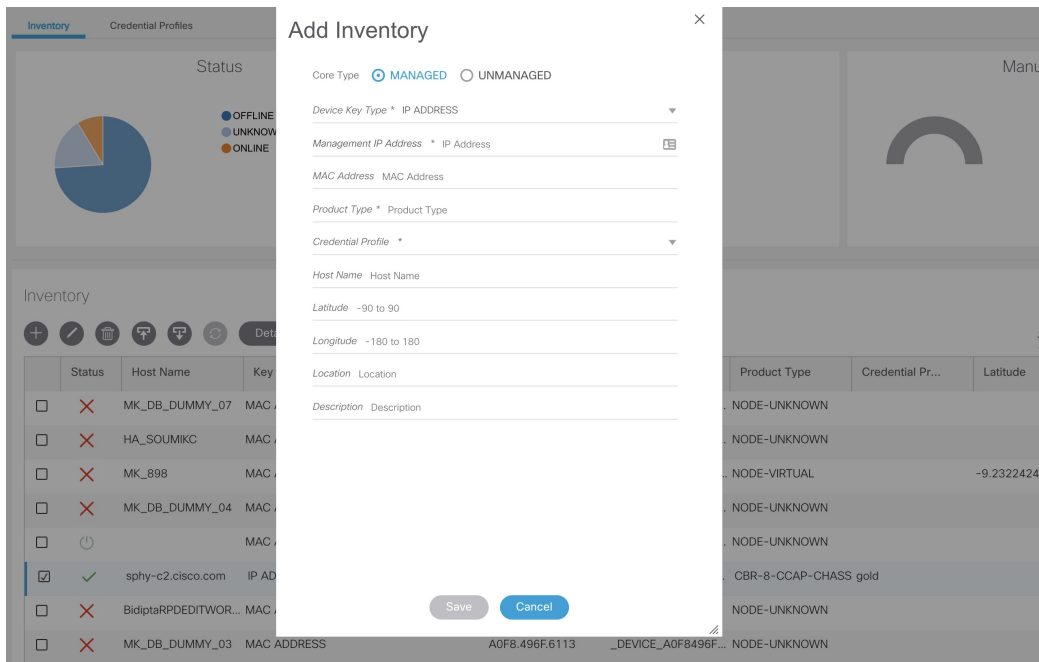 Inventory Credential Profiles
Add Inventory
Status
OFFLINE
UNKNOW
ONLINE
Manu
Core Type MANAGED UNMANAGED
Device Key Type * IP ADDRESS
Management IP Address * IP Address
MAC Address MAC Address
Product Type * Product Type
Credential Profile *
Host Name Host Name
Latitude -90 to 90
Longitude -180 to 180
Location Location
Description Description
Save Cancel
Inventory
Deta
Status Host Name Key Product Type Credential Pr... Latitude
MK_DB_DUMMY_07 MAC . NODE-UNKNOWN
HA_SOUMIKC MAC . NODE-UNKNOWN
MK_898 MAC .. NODE-VIRTUAL -9.2322424
MK_DB_DUMMY_04 MAC . NODE-UNKNOWN
MAC . NODE-UNKNOWN
sphy-c2.cisco.com IP AD . CBR-8-CCAP-CHASS gold
BidiptaRPDEDITWOR... MAC NODE-UNKNOWN
MK_DB_DUMMY_03 MAC ADDRESS A0F8.496F.6113 _DEVICE_A0F8496F... NODE-UNKNOWN